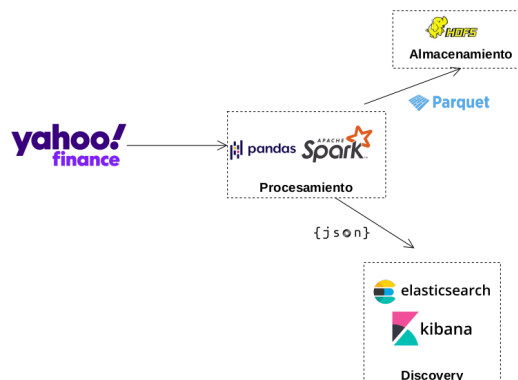 HDFS
Almacenamiento
Parquet
yahoo!
finance
pandas
APACHE
Spark
Procesamiento
{json}
elasticsearch
kibana
Discovery